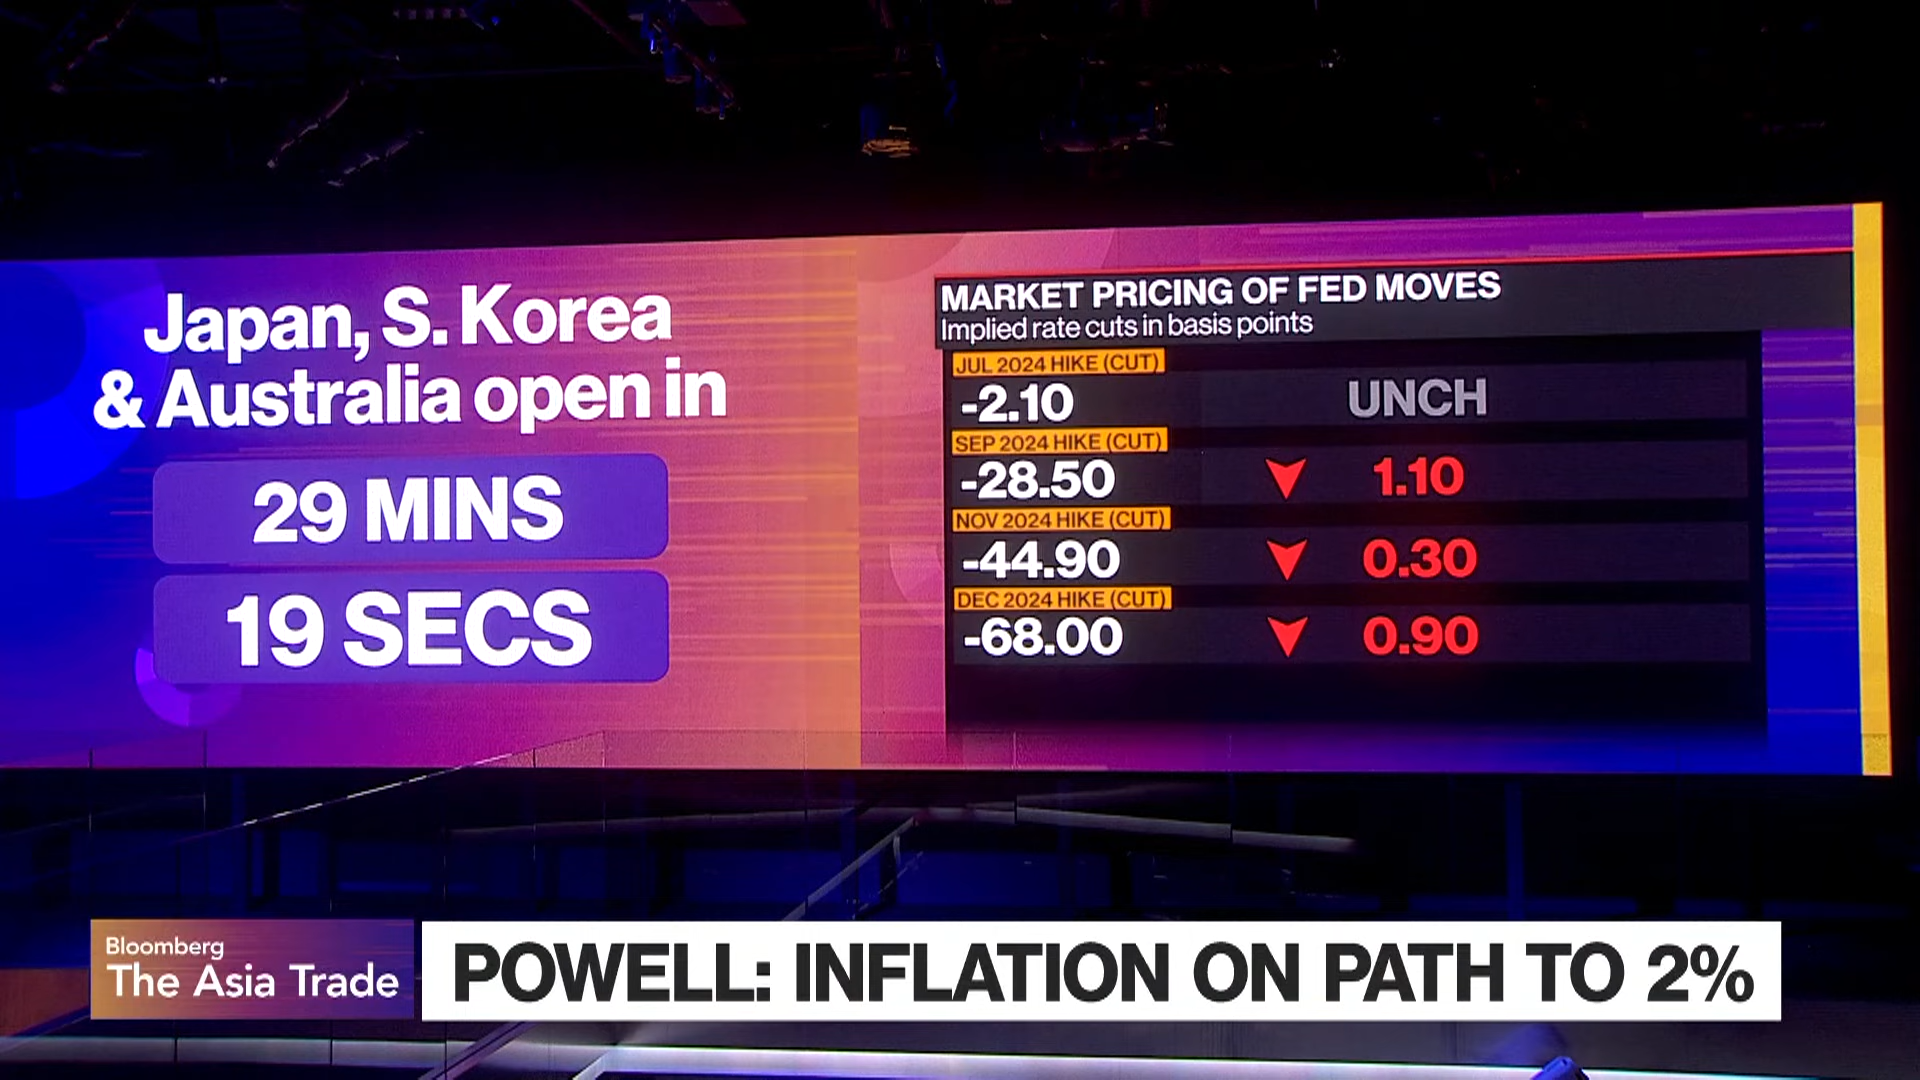 Japan, S. Korea
& Australia open in
29 MINS
19 SECS
MARKET PRICING OF FED MOVES
Implied rate cuts in basis points
JUL 2024 HIKE (CUT)
-2.10 UNCH
SEP 2024 HIKE (CUT)
-28.50 ▼ 1.10
NOV 2024 HIKE (CUT)
-44.90 ▼ 0.30
DEC 2024 HIKE (CUT)
-68.00 ▼ 0.90
Bloomberg
The Asia Trade
POWELL: INFLATION ON PATH TO 2%